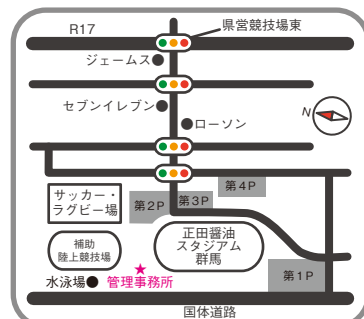 R17
県営競技場東
ジェームス
セブンイレブン
ローソン
N
サッカー・
ラグビー場
第2P
第3P
第4P
補助
陸上競技場
正田醤油
スタジアム
群馬
第1P
水泳場
管理事務所
国体道路